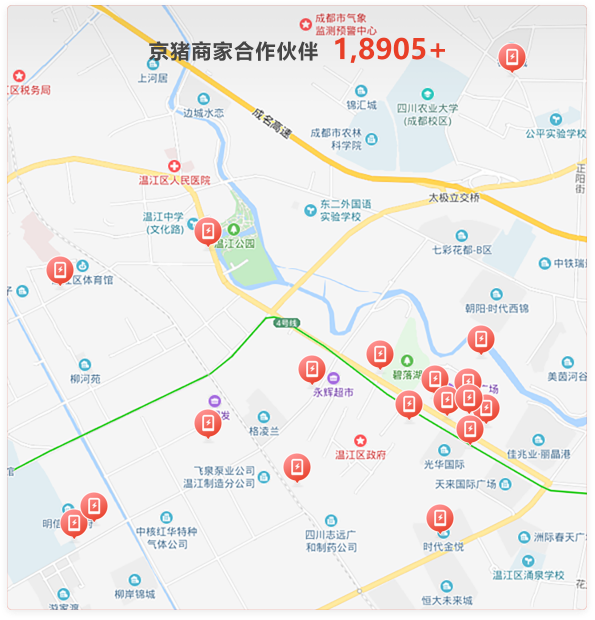 成都市气象
监测预警中心
京猪商家合作伙伴 1,8905+
上河居
江区税务局
边城水恋
锦汇城
四川农业大学
(成都校区)
成名高速
成都市农林
科学院
公平实验学校
正
阳
街
温江区人民医院
太极立交桥
东二外国语
实验学校
温江中学
(文化路)
温江公园
七彩花都·B区
中铁瑞
江区体育馆
子
朝阳·时代西锦
4号线
碧落湖
美茵河谷
柳河苑
永辉超市
广场
发
格凌兰
温江区政府
佳兆业·丽晶港
光华国际
馆
飞泉泵业公司
温江制造分公司
天来国际广场
明信
府
中核红华特种
气体公司
四川志远广
和制药公司
时代金悦
洲际春天广
温江区涌泉学校
柳岸锦城
恒大未来城
花